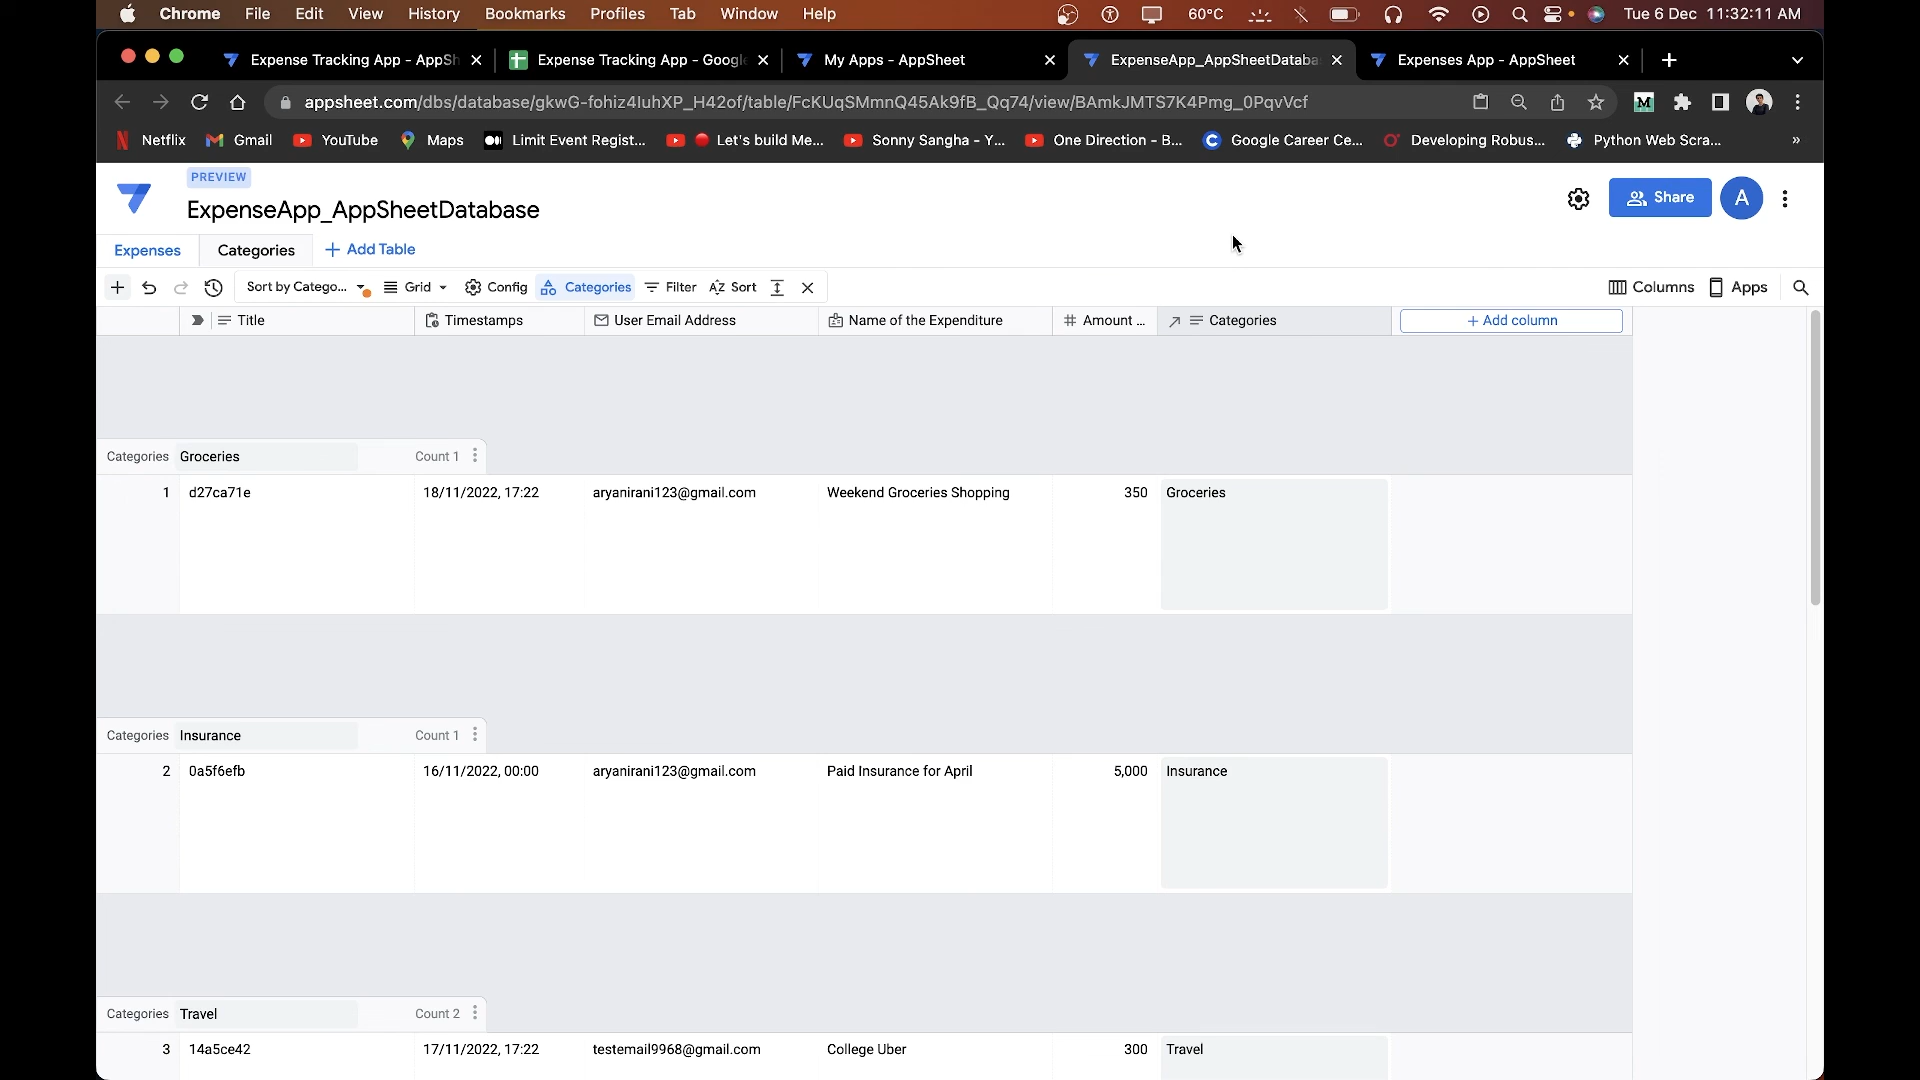 Chrome File Edit View History Bookmarks Profiles Tab Window Help 60°C Tue 6 Dec 11:32:11 AM
Expense Tracking App - AppSh Expense Tracking App - Google My Apps - AppSheet ExpenseApp_AppSheetDataba Expenses App - AppSheet
appsheet.com/dbs/database/gkwG-fohiz4IuhXP_H42of/table/FcKUqSMmnQ45Ak9fB_Qq74/view/BAmkJMTS7K4Pmg_0PqvVcf
Netflix Gmail YouTube Maps Limit Event Regist... Let's build Me... Sonny Sangha - Y... One Direction - B... Google Career Ce... Developing Robus... Python Web Scra... »
PREVIEW
ExpenseApp_AppSheetDatabase
Share A
Expenses Categories + Add Table
Sort by Catego... Grid Config Categories Filter Sort Columns Apps
Title Timestamps User Email Address Name of the Expenditure # Amount ... Categories + Add column
Categories Groceries Count 1
1 d27ca71e 18/11/2022, 17:22 aryanirani123@gmail.com Weekend Groceries Shopping 350 Groceries
Categories Insurance Count 1
2 0a5f6efb 16/11/2022, 00:00 aryanirani123@gmail.com Paid Insurance for April 5,000 Insurance
Categories Travel Count 2
3 14a5ce42 17/11/2022, 17:22 testemail9968@gmail.com College Uber 300 Travel